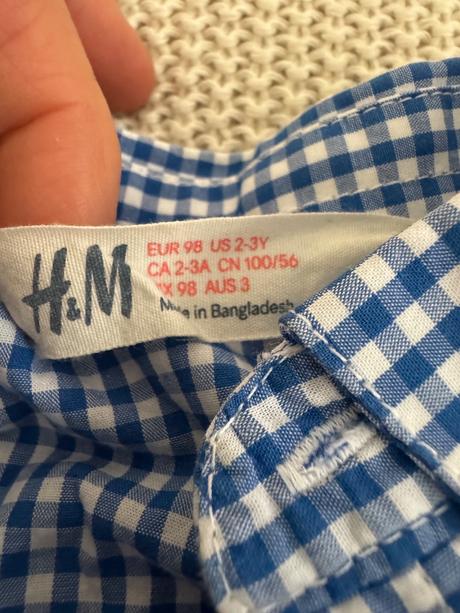 H&M
EUR 98 US 2-3Y
CA 2-3A CN 100/56
98 AUS 3
in Bangladesh